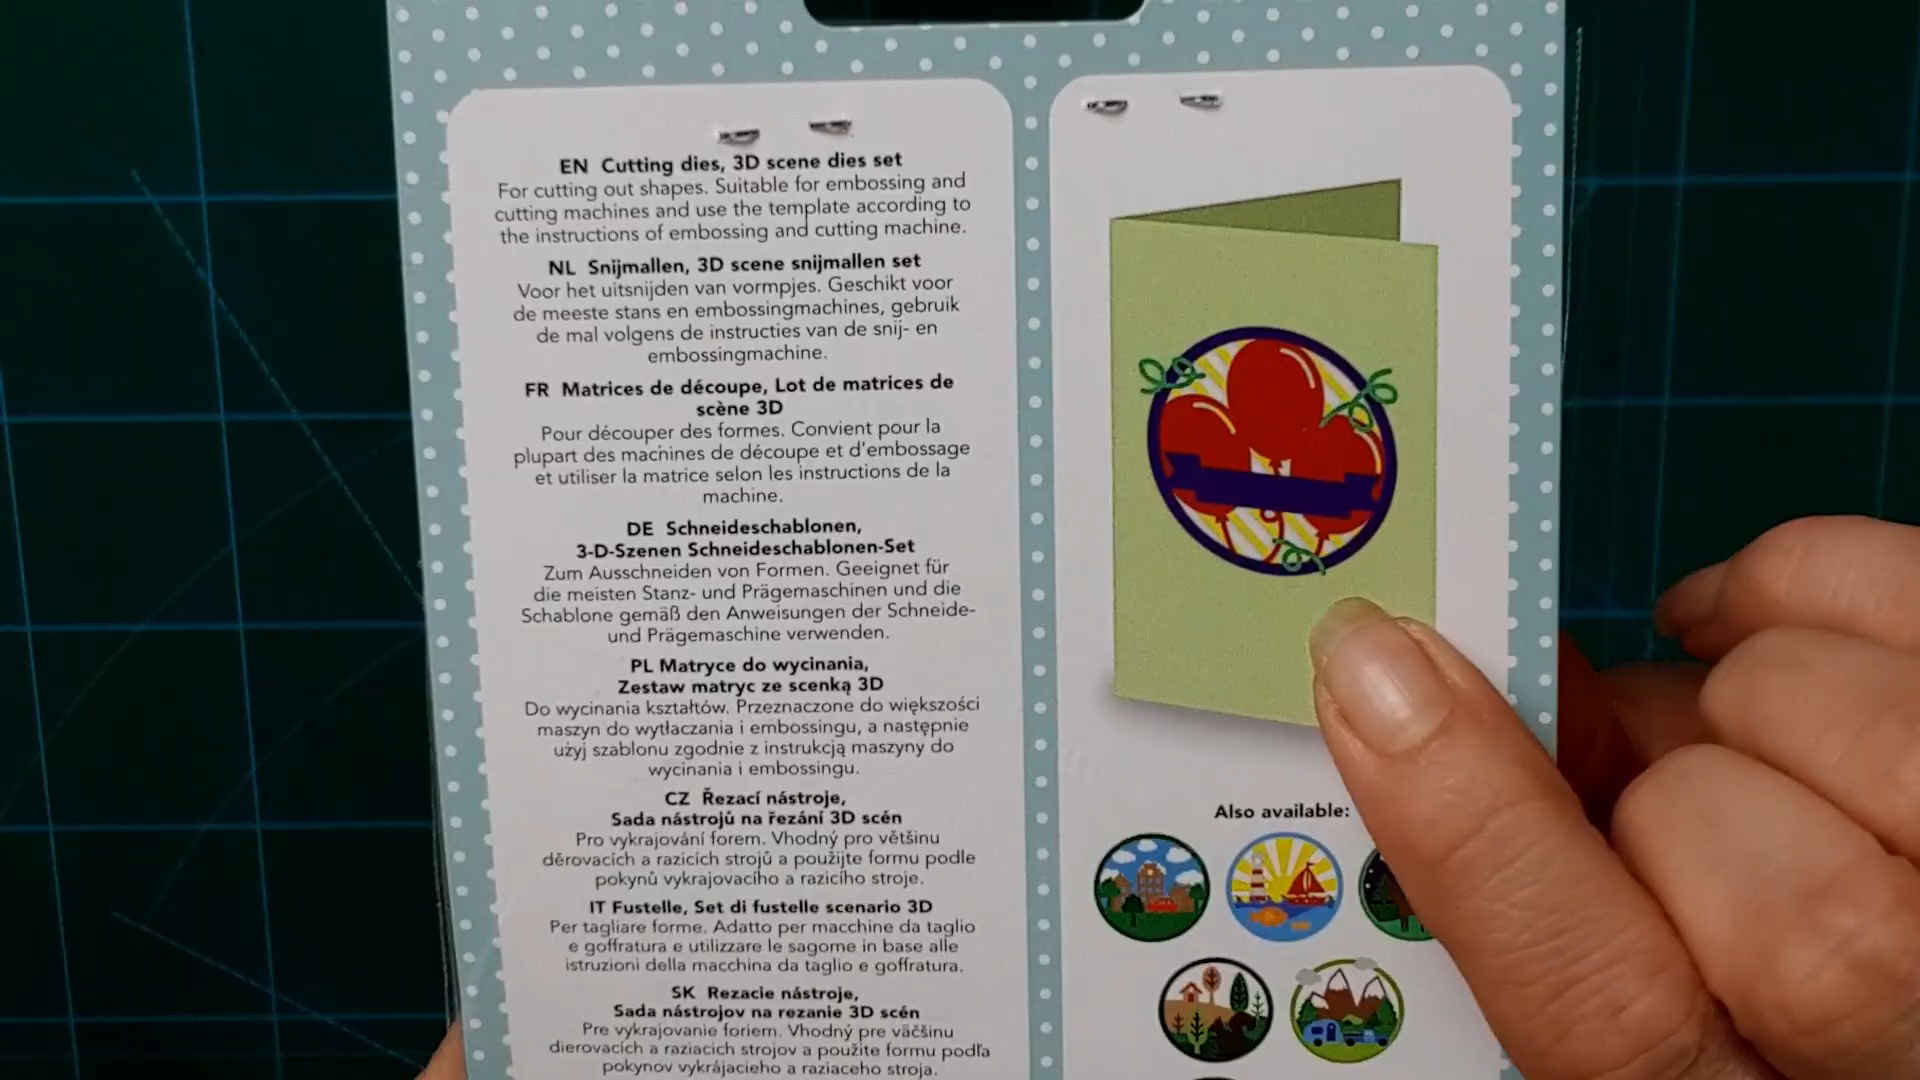 EN Cutting dies, 3D scene dies set
For cutting out shapes. Suitable for embossing and
cutting machines and use the template according to
the instructions of embossing and cutting machine.
NL Snijmallen, 3D scene snijmallen set
Voor het uitsnijden van vormpjes. Geschikt voor
de meeste stans en embossingmachines, gebruik
de mal volgens de instructies van de snij- en
embossingmachine.
FR Matrices de découpe, Lot de matrices de
scène 3D
Pour découper des formes. Convient pour la
plupart des machines de découpe et d'embossage
et utiliser la matrice selon les instructions de la
machine.
DE Schneideschablonen,
3-D-Szenen Schneideschablonen-Set
Zum Ausschneiden von Formen. Geeignet für
die meisten Stanz- und Prägemaschinen und die
Schablone gemäß den Anweisungen der Schneide-
und Prägemaschine verwenden.
PL Matryce do wycinania,
Zestaw matryc ze scenką 3D
Do wycinania kształtów. Przeznaczone do większości
maszyn do wytłaczania i embossingu, a następnie
użyj szablonu zgodnie z instrukcją maszyny do
wycinania i embossingu.
CZ Řezací nástroje,
Sada nástrojů na řezání 3D scén
Pro vykrajování forem. Vhodný pro většinu
děrovacích a razicích strojů a použijte formu podle
pokynů vykrajovacího a razicího stroje.
IT Fustelle, Set di fustelle scenario 3D
Per tagliare forme. Adatto per macchine da taglio
e goffratura e utilizzare le sagome in base alle
istruzioni della macchina da taglio e goffratura.
SK Rezacie nástroje,
Sada nástrojov na rezanie 3D scén
Pre vykrajovanie foriem. Vhodný pre väčšinu
dierovacích a raziacich strojov a použite formu podľa
pokynov vykrájacieho a raziaceho stroja.
Also available: